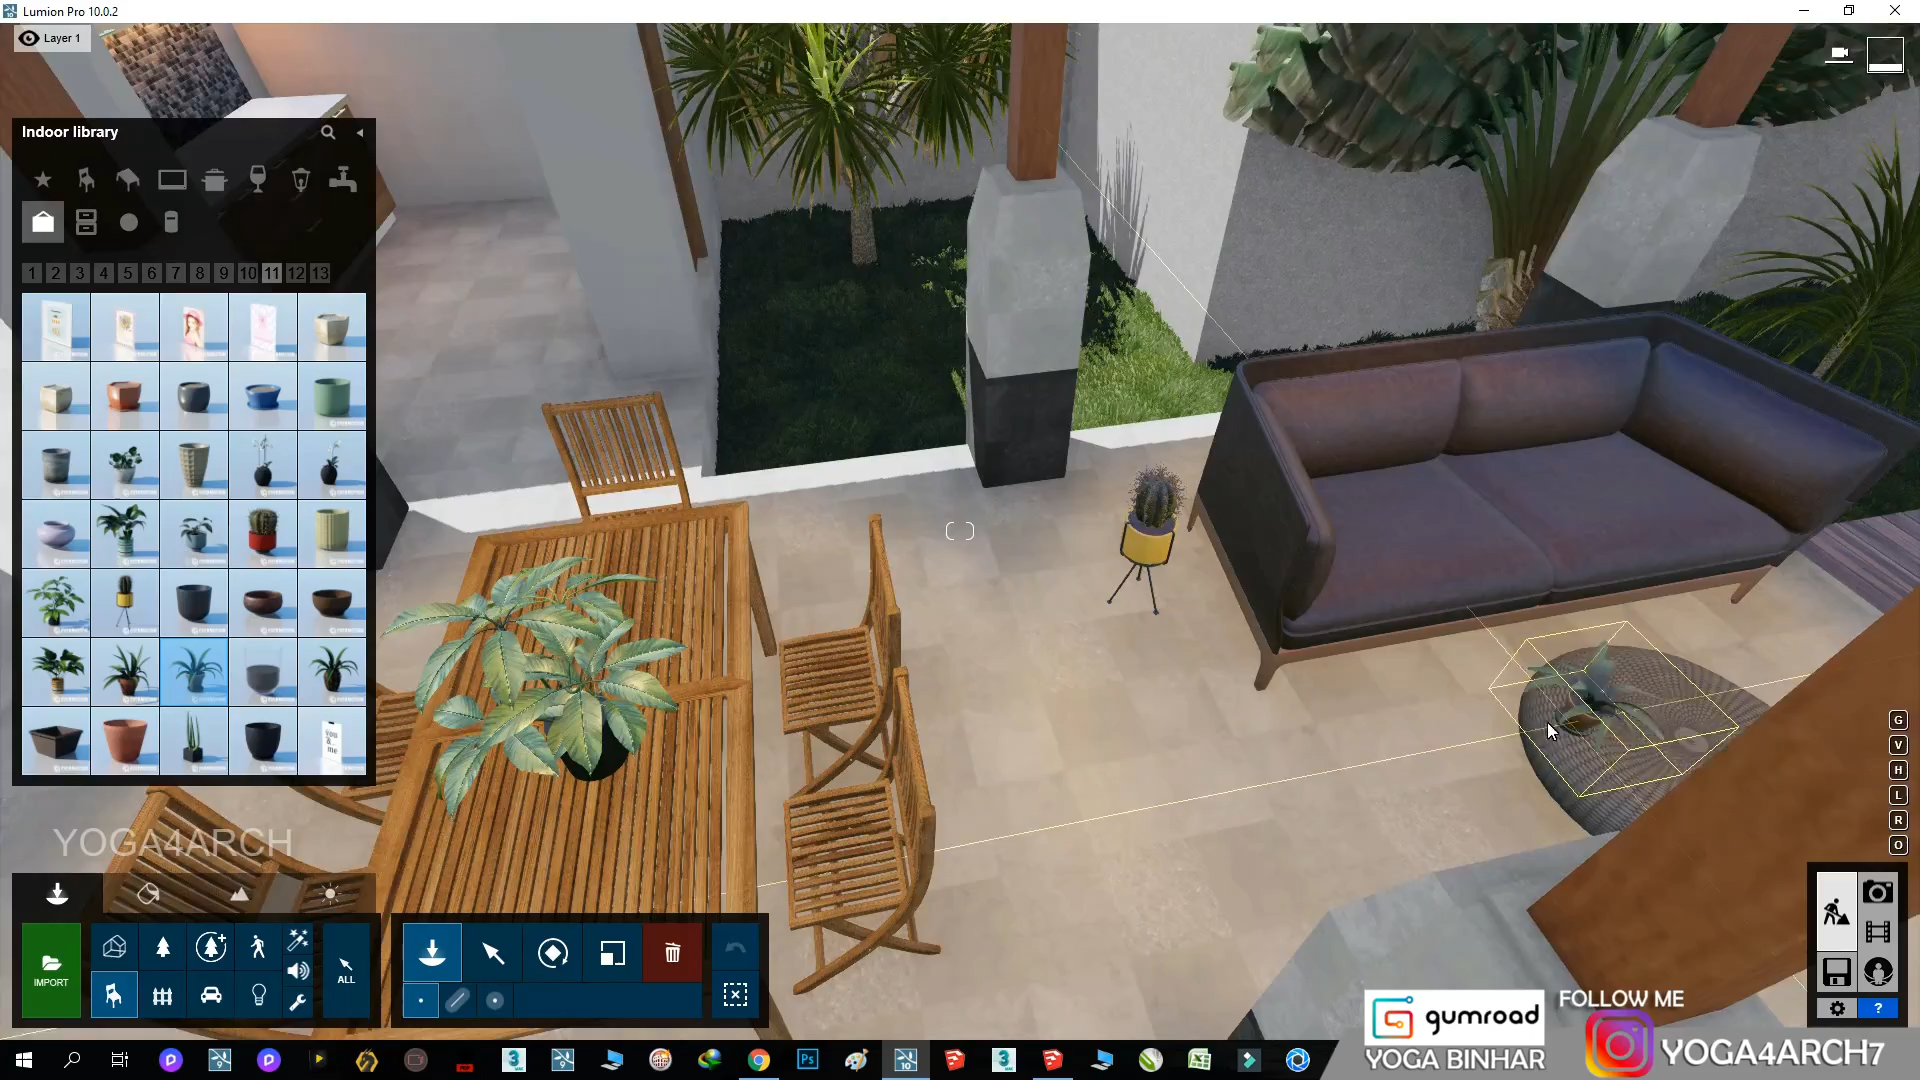 Lumion Pro 10.0.2
Layer 1
Indoor library
1 2 3 4 5 6 7 8 9 10 11 12 13
YOGA4ARCH
IMPORT
ALL
G
V
H
L
R
O
?
gumroad
YOGA BINHAR
FOLLOW ME
YOGA4ARCH7